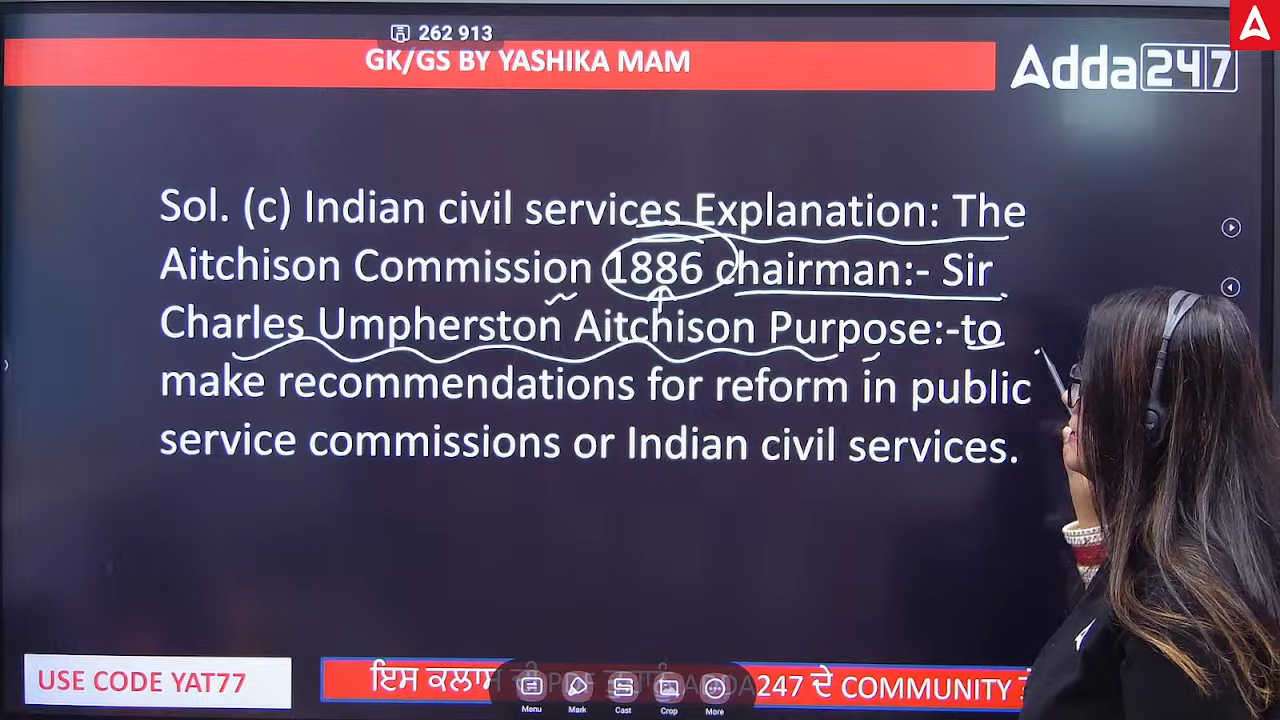 262 913
GK/GS BY YASHIKA MAM
Adda247
Sol. (c) Indian civil services Explanation: The
Aitchison Commission 1886 chairman:- Sir
Charles Umpherston Aitchison Purpose:-to
make recommendations for reform in public
service commissions or Indian civil services.
USE CODE YAT77
ਇਸ ਕਲਾਸ ADDA 247 ਦੇ COMMUNITY
Menu Mark Cast Crop More